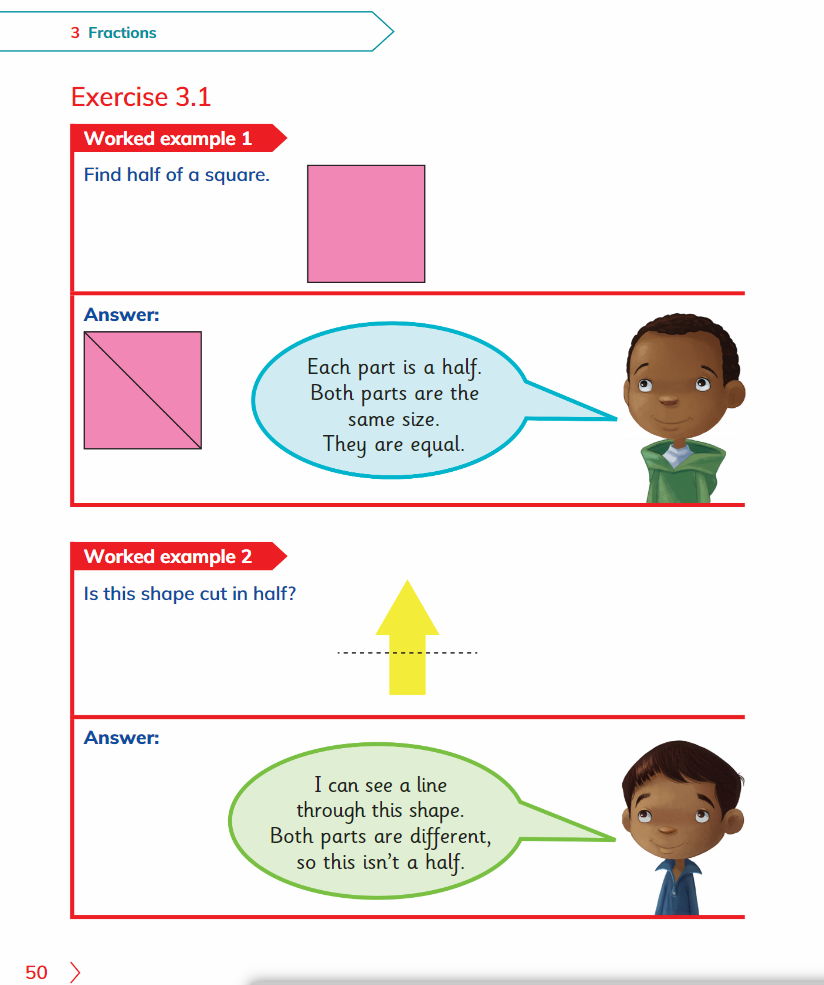 3 Fractions
Exercise 3.1
Worked example 1
Find half of a square.
Answer:
Each part is a half.
Both parts are the
same size.
They are equal.
Worked example 2
Is this shape cut in half?
Answer:
I can see a line
through this shape.
Both parts are different,
so this isn't a half.
50